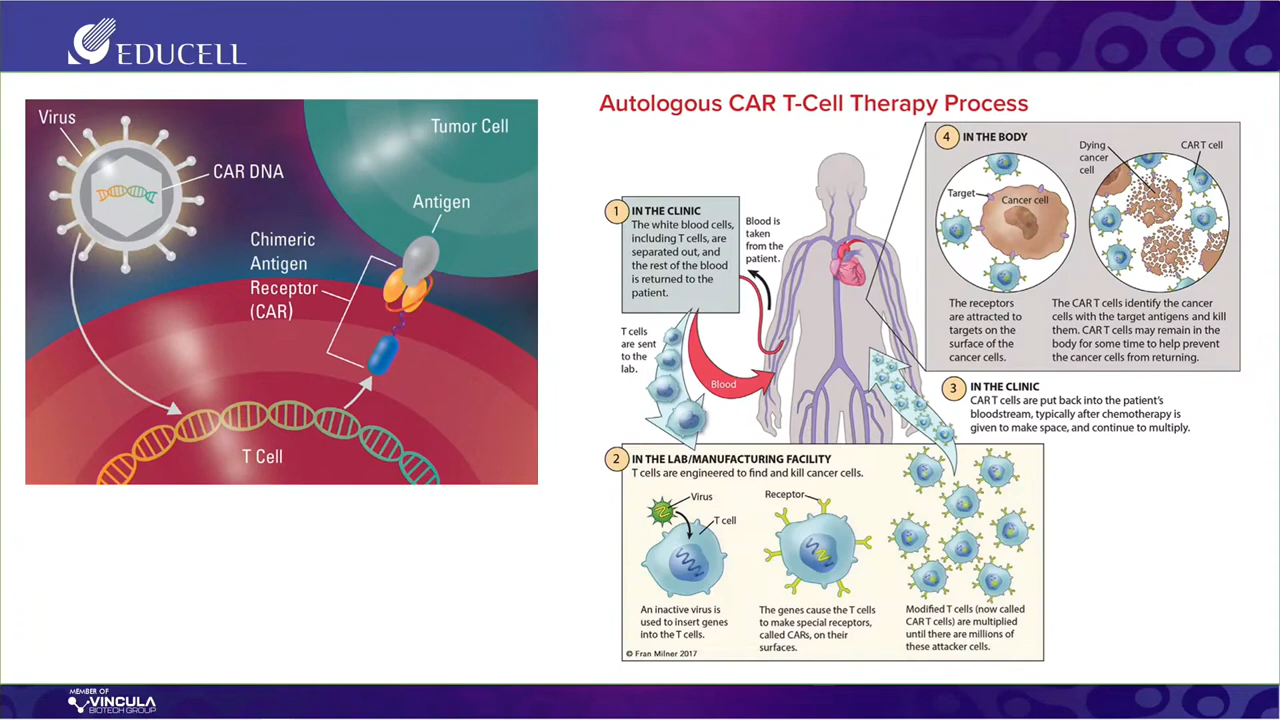 EDUCELL
Virus
CAR DNA
Tumor Cell
Antigen
Chimeric
Antigen
Receptor
(CAR)
T Cell
Autologous CAR T-Cell Therapy Process
1
IN THE CLINIC
The white blood cells,
including T cells, are
separated out, and
the rest of the blood
is returned to the
patient.
Blood is
taken
from the
patient.
T cells
are sent
to the
lab.
Blood
2
IN THE LAB/MANUFACTURING FACILITY
T cells are engineered to find and kill cancer cells.
Virus
T cell
An inactive virus is
used to insert genes
into the T cells.
Receptor
The genes cause the T cells
to make special receptors,
called CARs, on their
surfaces.
Modified T cells (now called
CAR T cells) are multiplied
until there are millions of
these attacker cells.
© Fran Milner 2017
3
IN THE CLINIC
CAR T cells are put back into the patient's
bloodstream, typically after chemotherapy is
given to make space, and continue to multiply.
4
IN THE BODY
Target
Cancer cell
The receptors
are attracted to
targets on the
surface of the
cancer cells.
Dying
cancer
cell
CAR T cell
The CAR T cells identify the cancer
cells with the target antigens and kill
them. CAR T cells may remain in the
body for some time to help prevent
the cancer cells from returning.
MEMBER OF
VINCULA
BIOTECH GROUP